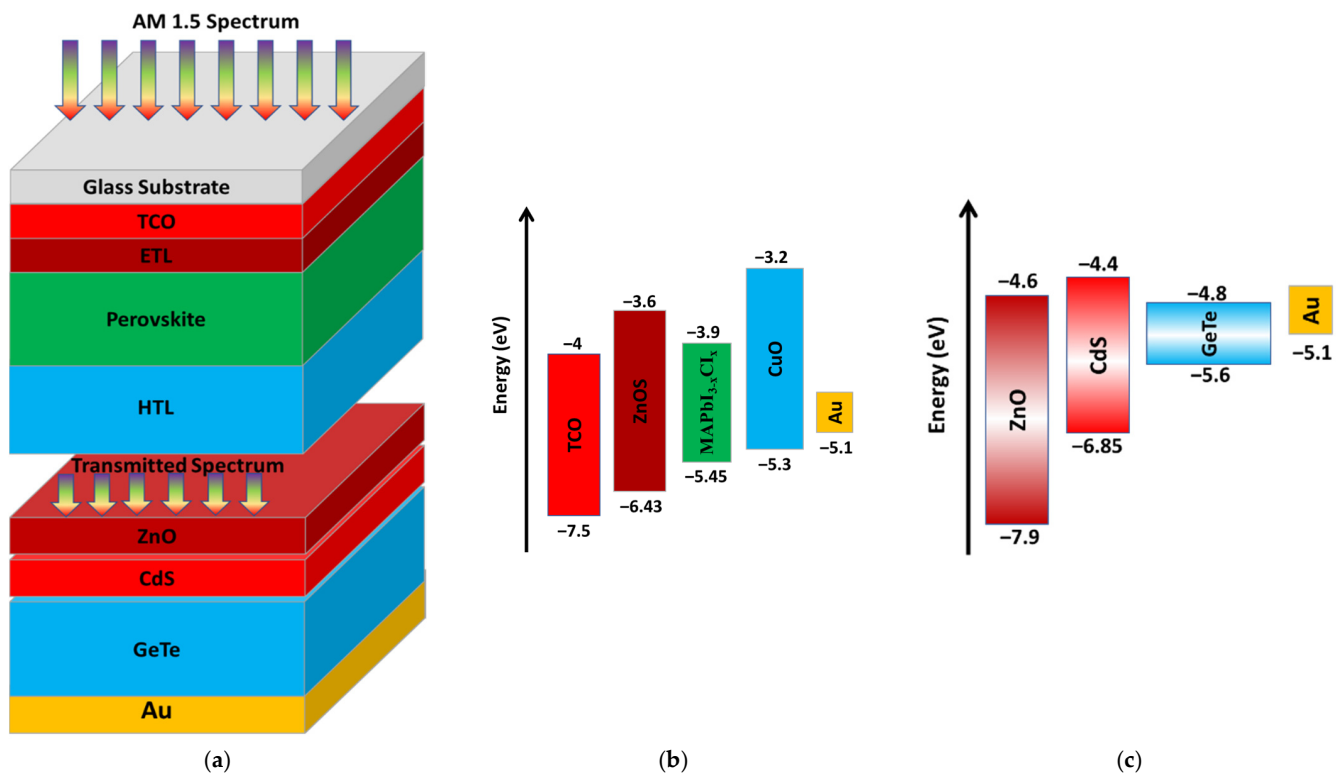 AM 1.5 Spectrum
Glass Substrate
TCO
ETL
Perovskite
HTL
Transmitted Spectrum
ZnO
CdS
GeTe
Au
(a)
Energy (eV)
−4
TCO
−7.5
−3.6
ZnOS
−6.43
−3.9
MAPbI₃₋ₓCIₓ
−5.45
−3.2
CuO
−5.3
Au
−5.1
(b)
Energy (eV)
−4.6
ZnO
−7.9
−4.4
CdS
−6.85
−4.8
GeTe
−5.6
Au
−5.1
(c)